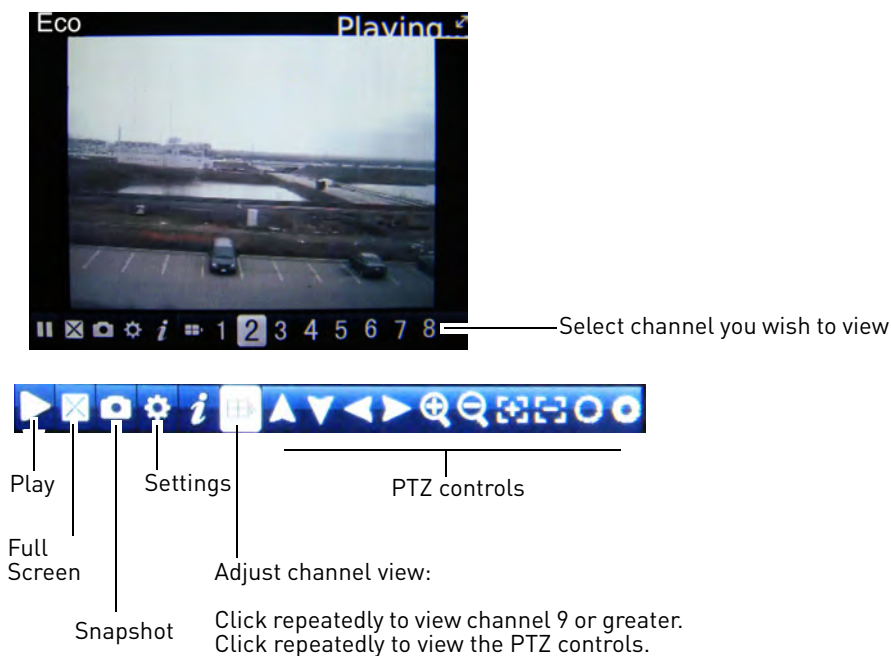 Eco Playing...
1 2 3 4 5 6 7 8
Select channel you wish to view
Play
Settings
PTZ controls
Full
Screen
Adjust channel view:
Snapshot
Click repeatedly to view channel 9 or greater.
Click repeatedly to view the PTZ controls.